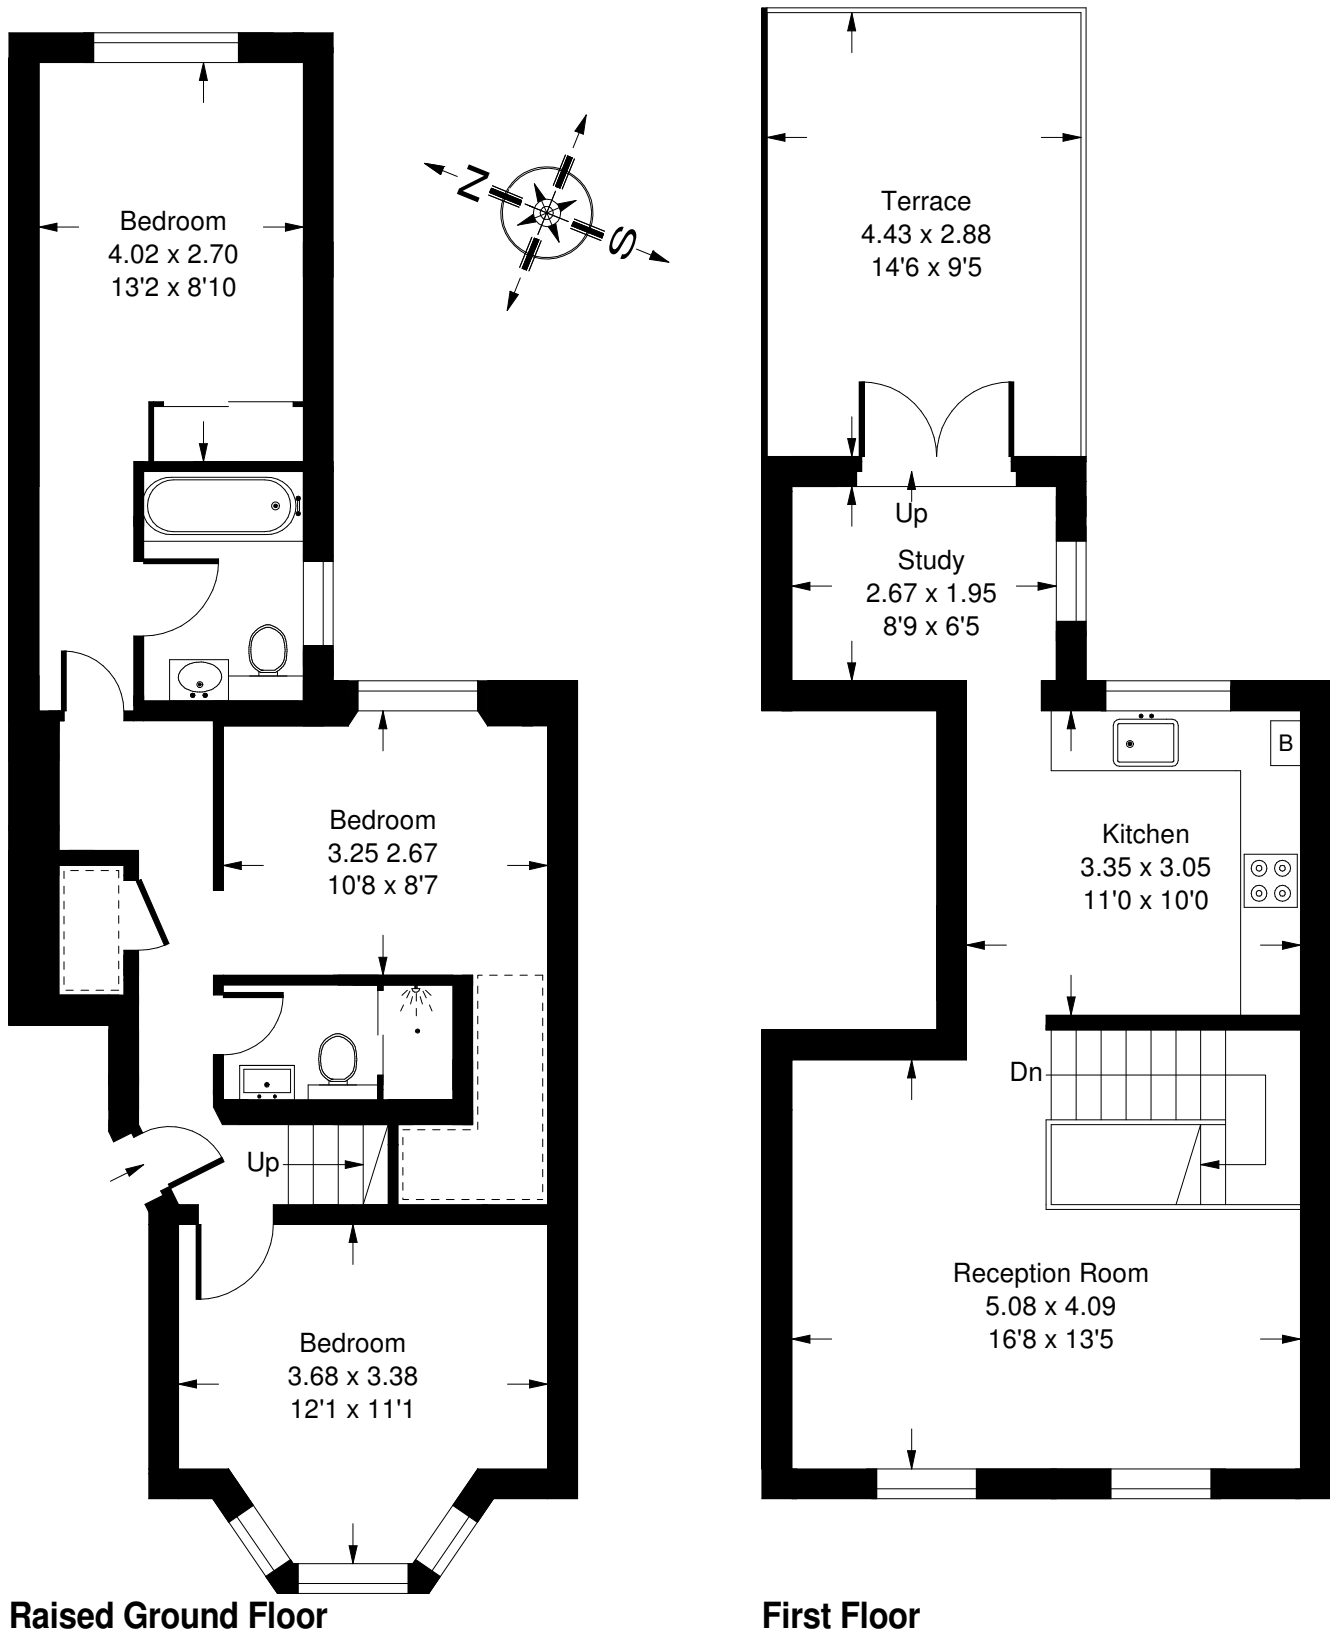 Bedroom
4.02 x 2.70
13'2 x 8'10
N
S
Bedroom
3.25 2.67
10'8 x 8'7
Up
Bedroom
3.68 x 3.38
12'1 x 11'1
Raised Ground Floor
Terrace
4.43 x 2.88
14'6 x 9'5
Up
Study
2.67 x 1.95
8'9 x 6'5
B
Kitchen
3.35 x 3.05
11'0 x 10'0
Dn
Reception Room
5.08 x 4.09
16'8 x 13'5
First Floor